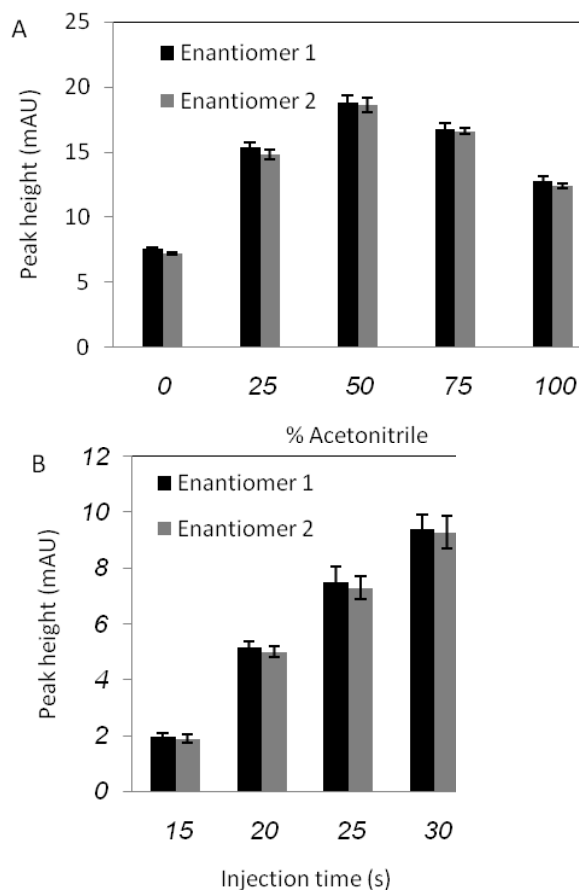 A
25
20
15
10
5
0
Peak height (mAU)
Enantiomer 1
Enantiomer 2
0 25 50 75 100
% Acetonitrile
B
12
10
8
6
4
2
0
Peak height (mAU)
Enantiomer 1
Enantiomer 2
15 20 25 30
Injection time (s)